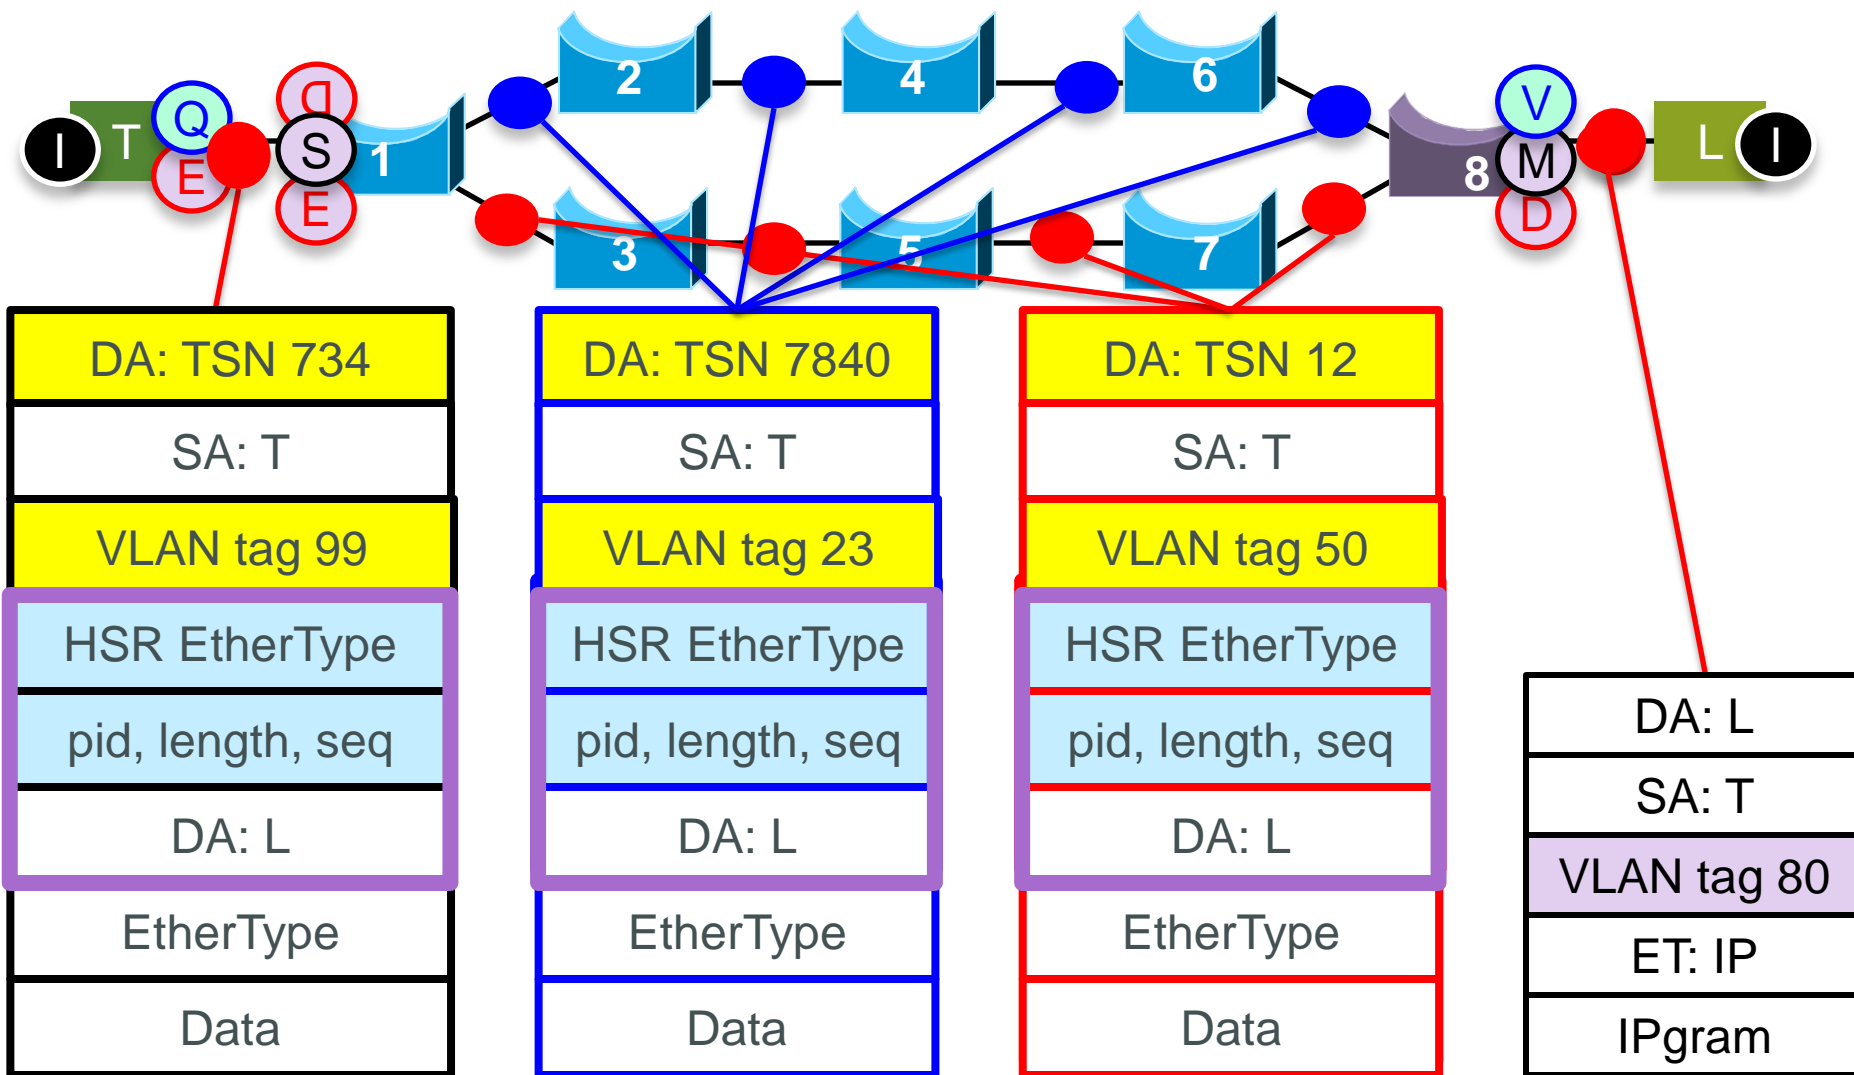 2
4
6
I
T
Q
E
D
S
E
1
8
V
M
D
L
I
3
5
7
DA: TSN 734
SA: T
VLAN tag 99
HSR EtherType
pid, length, seq
DA: L
EtherType
Data
DA: TSN 7840
SA: T
VLAN tag 23
HSR EtherType
pid, length, seq
DA: L
EtherType
Data
DA: TSN 12
SA: T
VLAN tag 50
HSR EtherType
pid, length, seq
DA: L
EtherType
Data
DA: L
SA: T
VLAN tag 80
ET: IP
IPgram